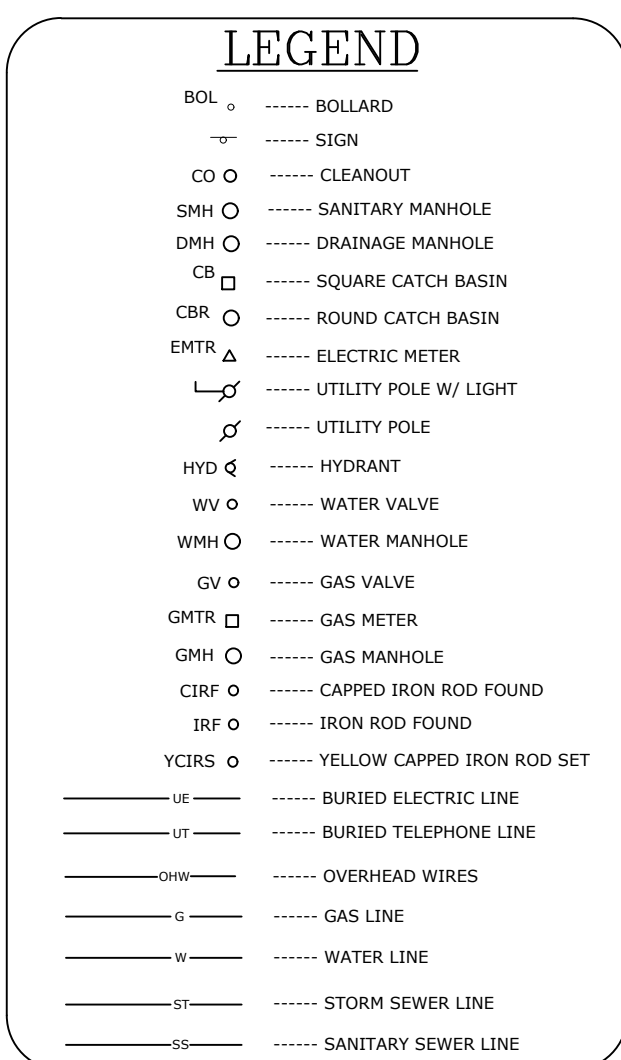 LEGEND
BOL ------ BOLLARD
------ SIGN
CO ------ CLEANOUT
SMH ------ SANITARY MANHOLE
DMH ------ DRAINAGE MANHOLE
CB ------ SQUARE CATCH BASIN
CBR ------ ROUND CATCH BASIN
EMTR ------ ELECTRIC METER
------ UTILITY POLE W/ LIGHT
------ UTILITY POLE
HYD ------ HYDRANT
WV ------ WATER VALVE
WMH ------ WATER MANHOLE
GV ------ GAS VALVE
GMTR ------ GAS METER
GMH ------ GAS MANHOLE
CIRF ------ CAPPED IRON ROD FOUND
IRF ------ IRON ROD FOUND
YCIRS ------ YELLOW CAPPED IRON ROD SET
UE ------ BURIED ELECTRIC LINE
UT ------ BURIED TELEPHONE LINE
OHW ------ OVERHEAD WIRES
G ------ GAS LINE
W ------ WATER LINE
ST ------ STORM SEWER LINE
SS ------ SANITARY SEWER LINE